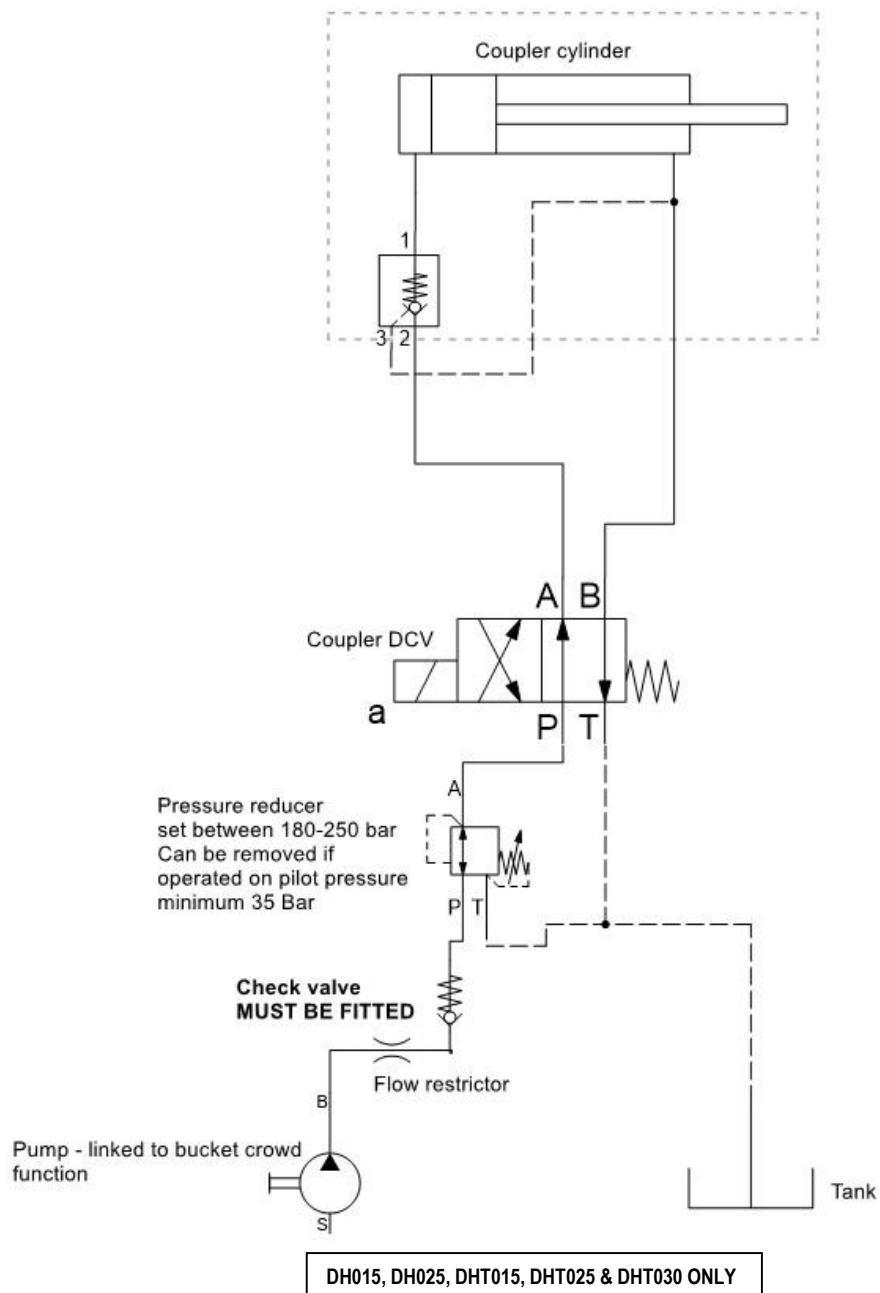 Coupler cylinder
1
3 2
A B
Coupler DCV
a
P T
A
Pressure reducer
set between 180-250 bar
Can be removed if
operated on pilot pressure
minimum 35 Bar
P T
Check valve
MUST BE FITTED
Flow restrictor
B
Pump - linked to bucket crowd
function
S
Tank
DH015, DH025, DHT015, DHT025 & DHT030 ONLY